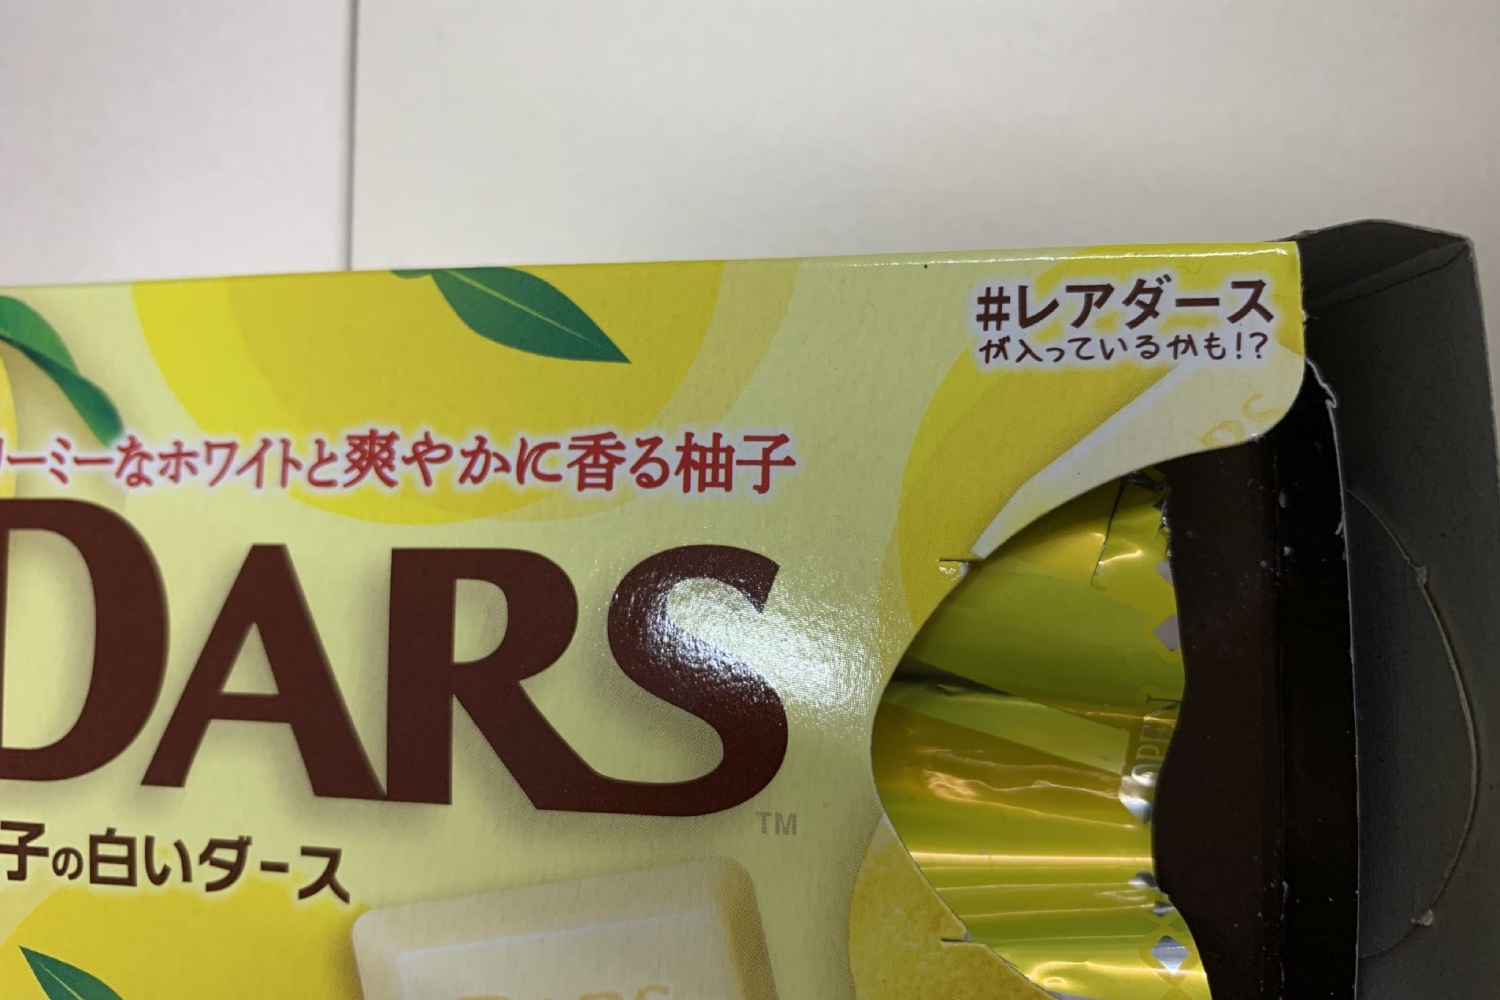 #レアダース
が入っているかも!?
リーミーなホワイトと爽やかに香る柚子
DARS
TM
子の白いダース
DARS
OPEN